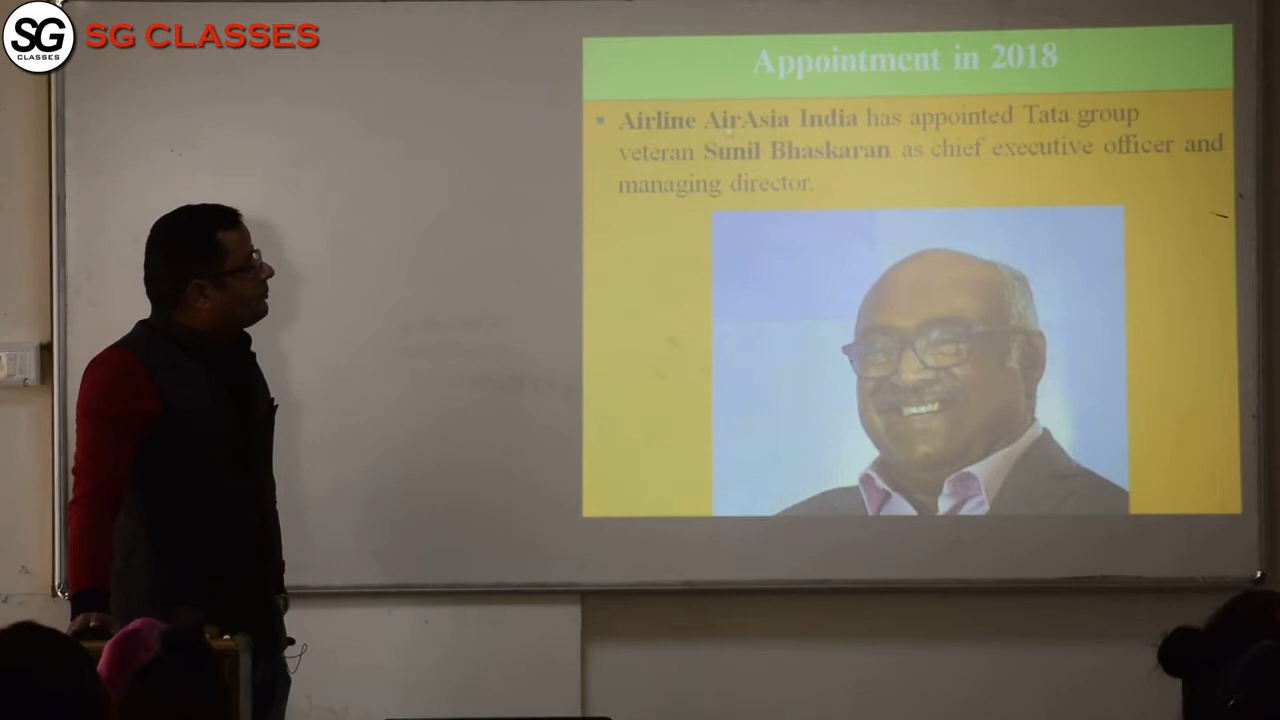 SG
CLASSES
SG CLASSES
Appointment in 2018
Airline AirAsia India has appointed Tata group
veteran Sunil Bhaskaran as chief executive officer and
managing director.